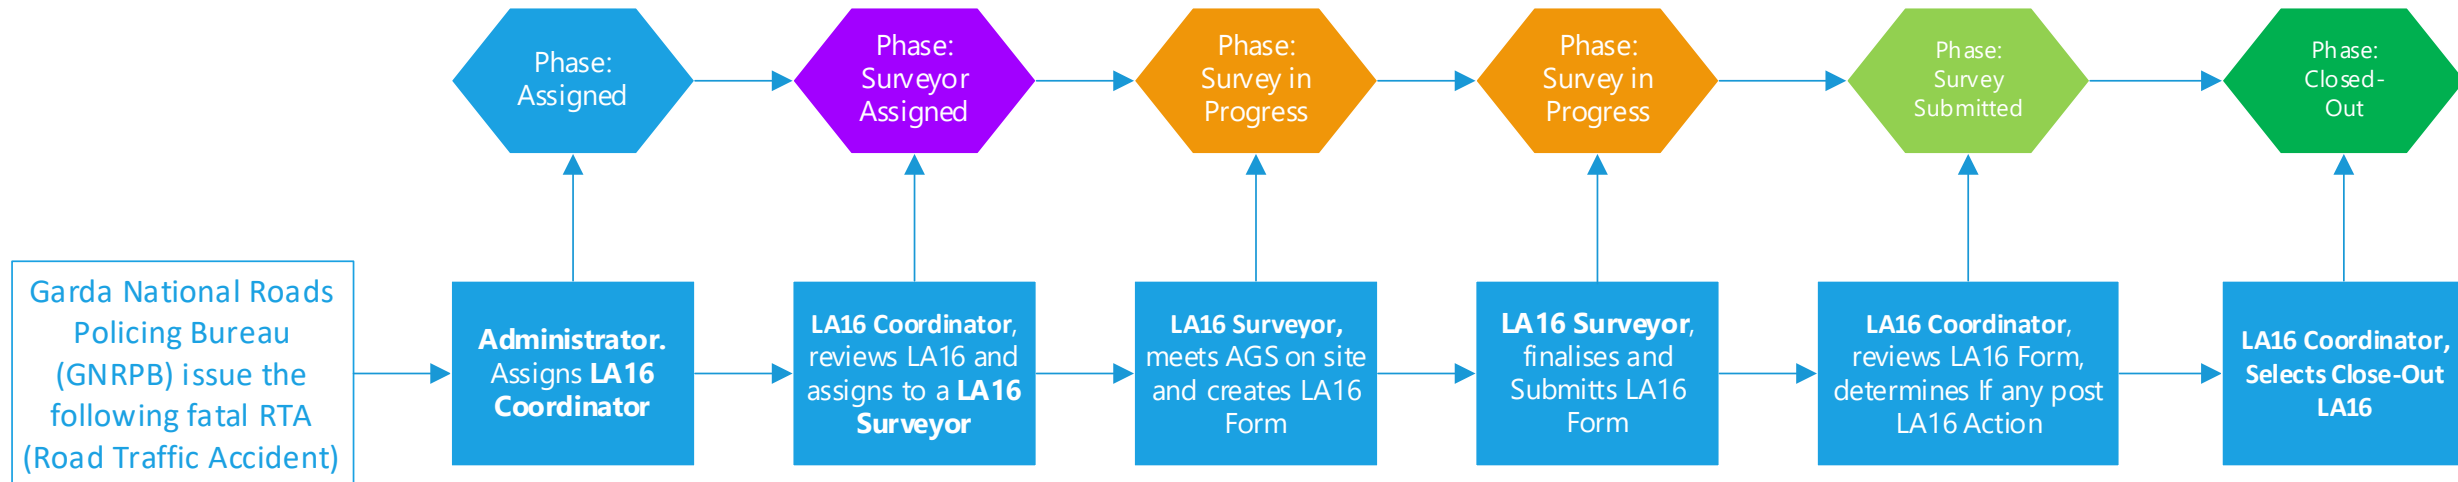 Phase:
Assigned
Phase:
Surveyor
Assigned
Phase:
Survey in
Progress
Phase:
Survey in
Progress
Phase:
Survey
Submitted
Phase:
Closed-
Out
Garda National Roads
Policing Bureau
(GNRPB) issue the
following fatal RTA
(Road Traffic Accident)
Administrator.
Assigns LA16
Coordinator
LA16 Coordinator,
reviews LA16 and
assigns to a LA16
Surveyor
LA16 Surveyor,
meets AGS on site
and creates LA16
Form
LA16 Surveyor,
finalises and
Submitts LA16
Form
LA16 Coordinator,
reviews LA16 Form,
determines If any post
LA16 Action
LA16 Coordinator,
Selects Close-Out
LA16